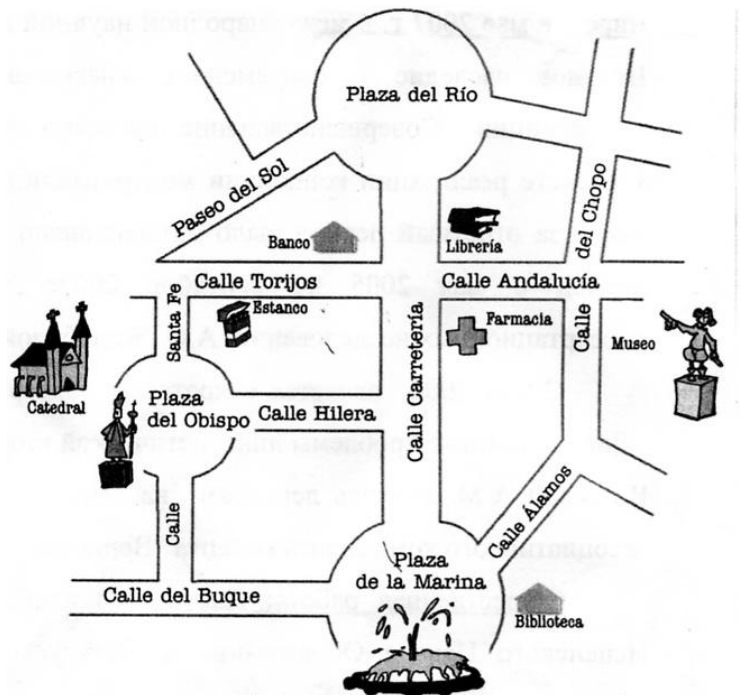 мае 2007 г.
Plaza del Río
Paseo del Sol
del Chopo
Banco
Librería
Calle Torijos
Calle Andalucía
Santa Fe
Estanco
Farmacia
Calle
Museo
Calle Carretería
Catedral
Plaza
del Obispo
Calle Hilera
Calle
Calle Álamos
Plaza
de la Marina
Calle del Buque
Biblioteca